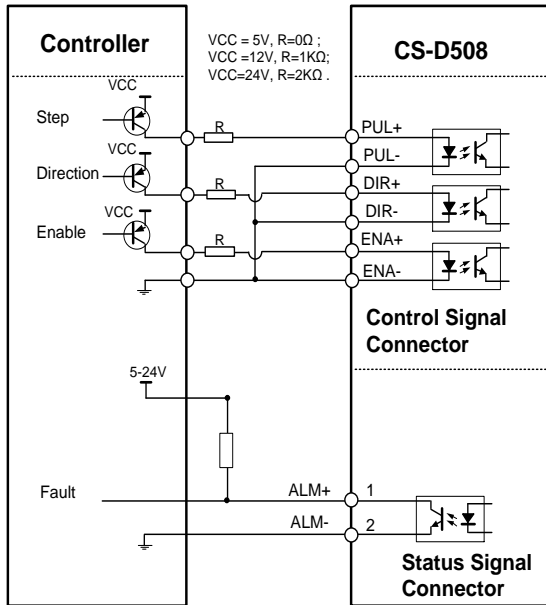 Controller
VCC = 5V, R=0Ω ;
VCC =12V, R=1KΩ;
VCC=24V, R=2KΩ .
CS-D508
VCC
Step
R
PUL+
VCC
PUL-
Direction
R
DIR+
VCC
DIR-
Enable
R
ENA+
ENA-
Control Signal
Connector
5-24V
Fault
ALM+
1
ALM-
2
Status Signal
Connector